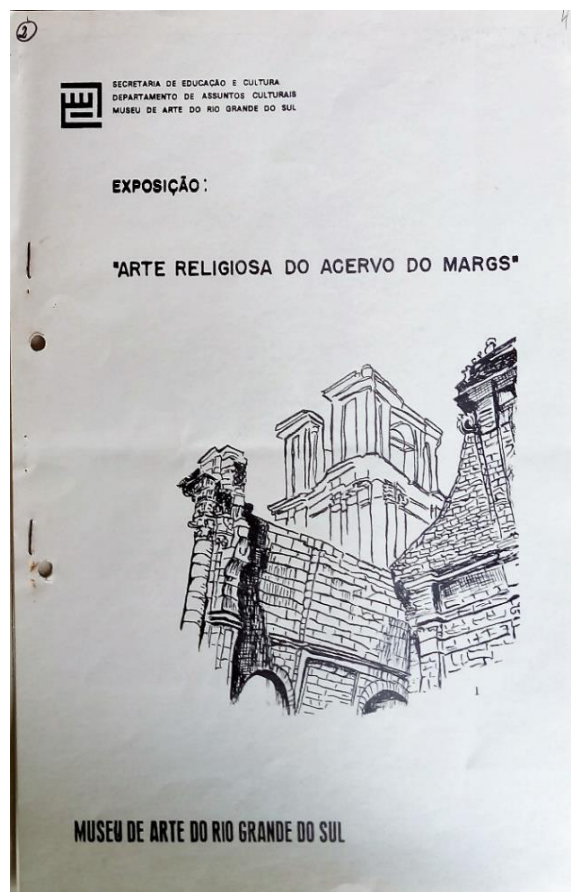 2
4
SECRETARIA DE EDUCAÇÃO E CULTURA
DEPARTAMENTO DE ASSUNTOS CULTURAIS
MUSEU DE ARTE DO RIO GRANDE DO SUL
EXPOSIÇÃO:
"ARTE RELIGIOSA DO ACERVO DO MARGS"
1
MUSEU DE ARTE DO RIO GRANDE DO SUL